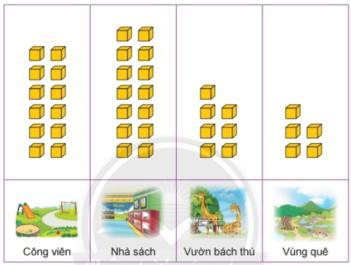 Công viên
Nhà sách
Vườn bách thú
Vùng quê